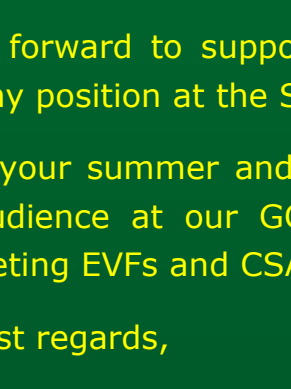 forward to suppo
ny position at the S
your summer and
udience at our GC
eting EVFs and CSA
st regards,